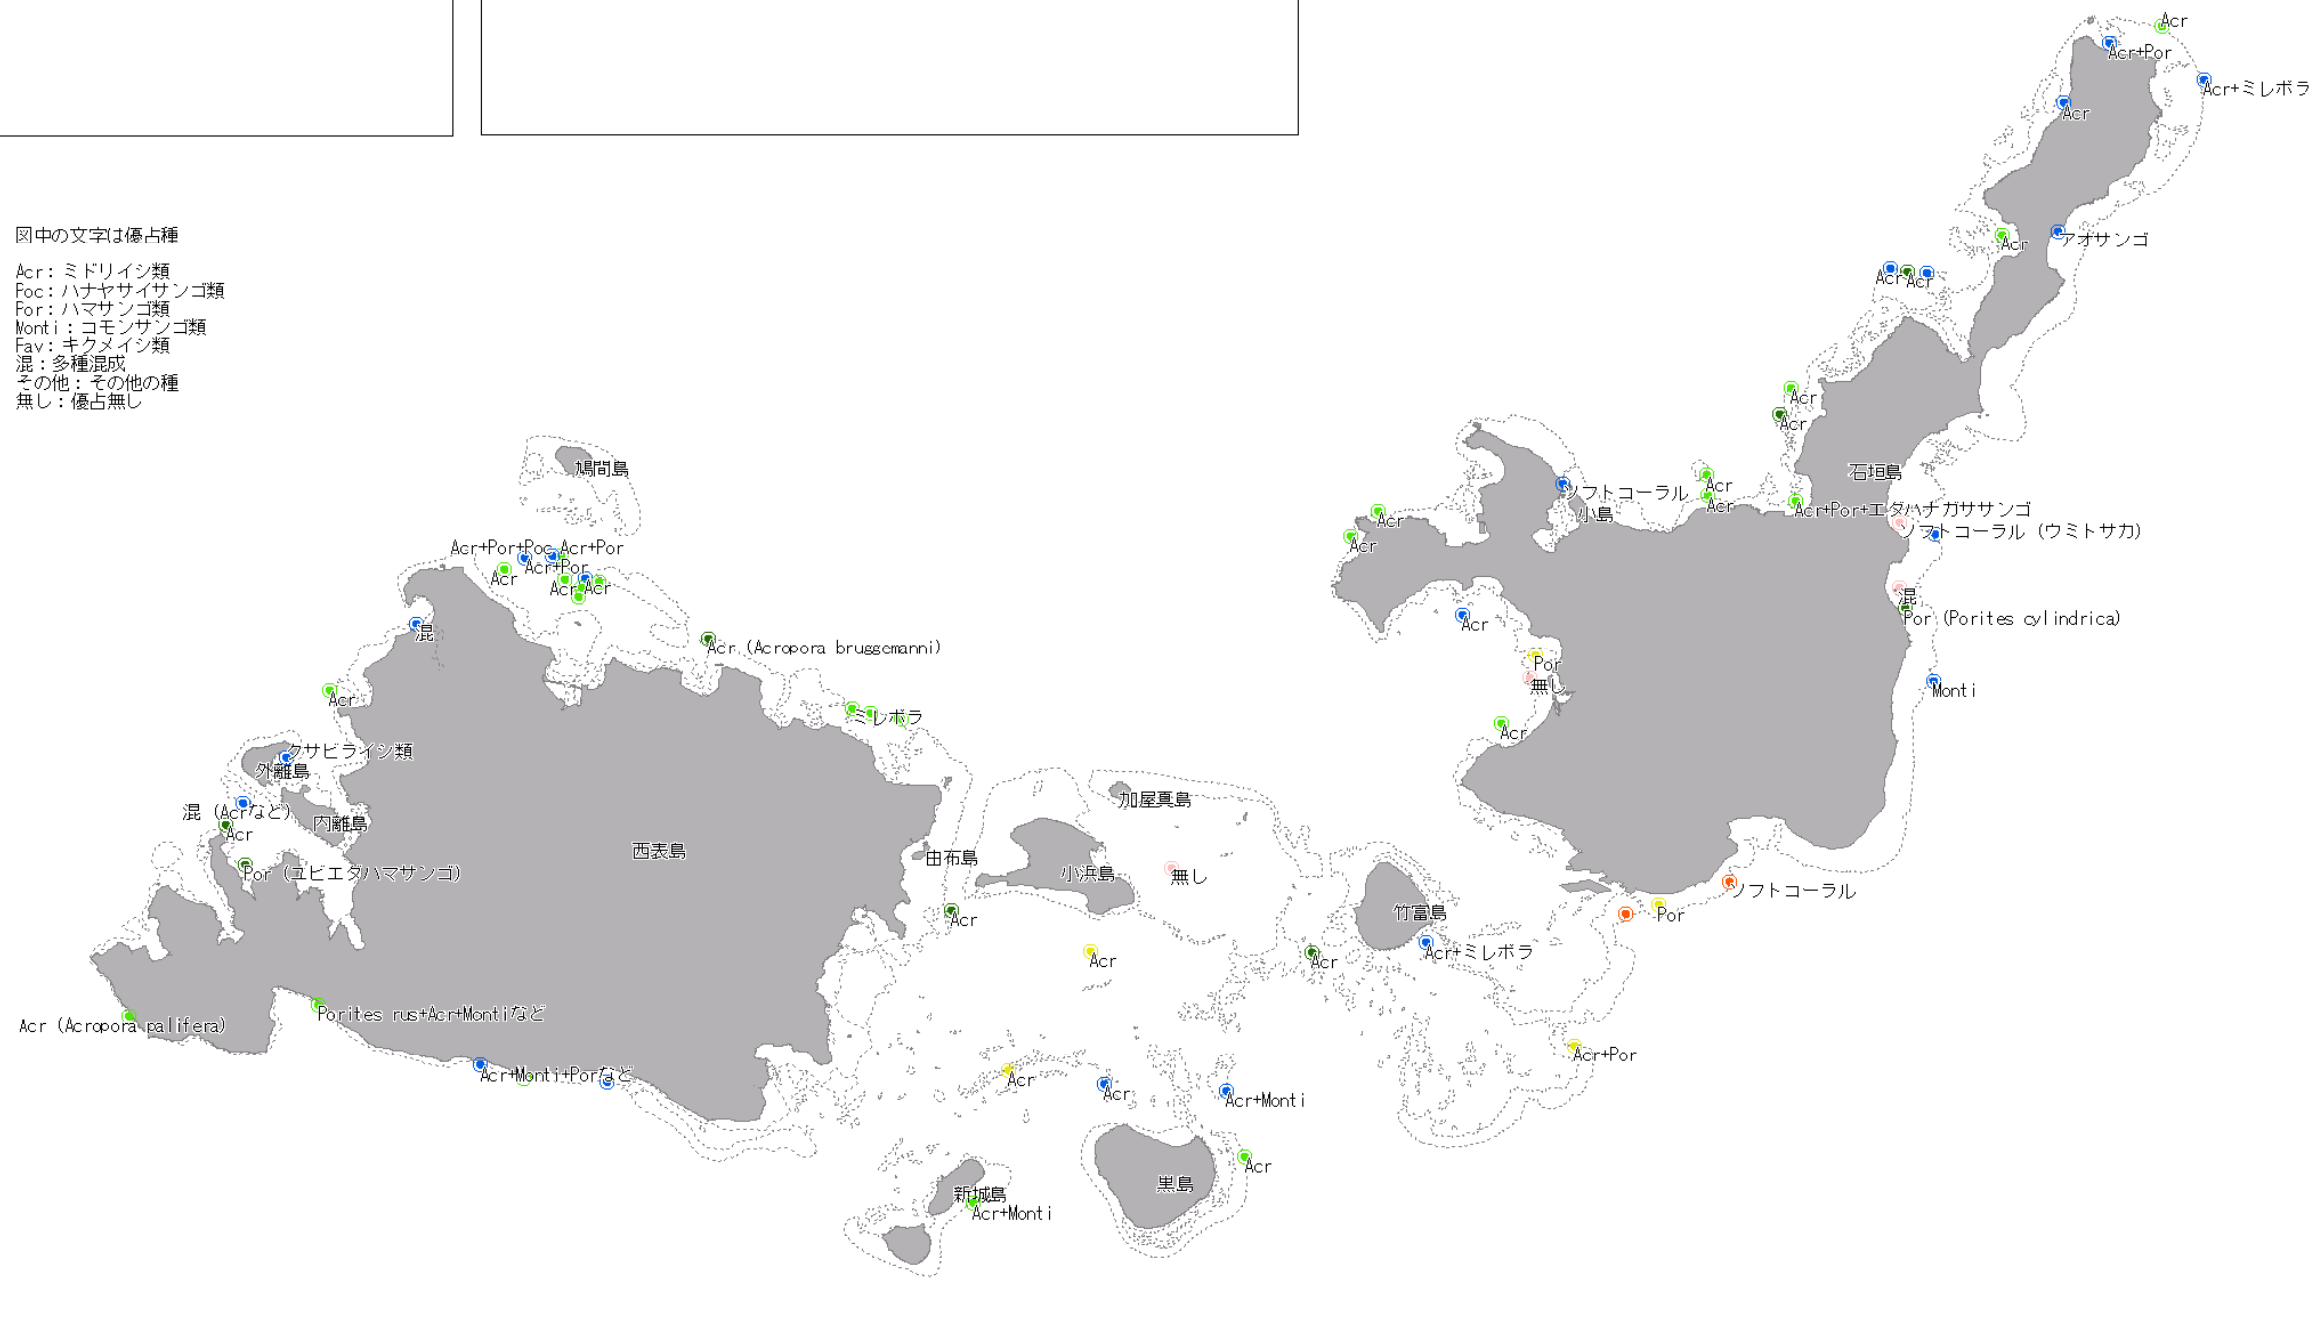 図中の文字は優占種
Acr：ミドリイシ類
Poc：ハナヤサイサンゴ類
Por：ハマサンゴ類
Monti：コモンサンゴ類
Fav：キクメイシ類
混：多種混成
その他：その他の種
無し：優占無し
Acr
Acr+Por
Acr+ミレポラ
Acr
アオサンゴ
Acr
Acr
Acr
Acr
Acr
石垣島
鳩間島
Acr
Acr
ソフトコーラル
小島
Acr+Por+エダハチガササンゴ
ソフトコーラル（ウミトサカ）
Acr
Acr
Acr+Por+Poc
Acr+Por
Acr+Por
Acr
Acr
Acr
混
Por (Porites cylindrica)
混
Acr
Acr (Acropora bruggemanni)
Por
無し
Monti
Acr
ミレポラ
Acr
クサビライシ類
外離島
加屋真島
混（Acrなど）
内離島
Acr
西表島
由布島
小浜島
無し
Por（ユビエダハマサンゴ）
ソフトコーラル
竹富島
Por
Acr
Acr+ミレポラ
Acr
Acr
Porites rus+Acr+Montiなど
Acr (Acropora palifera)
Acr+Por
Acr+Monti+Porなど
Acr
Acr
Acr+Monti
Acr
黒島
新城島
Acr+Monti